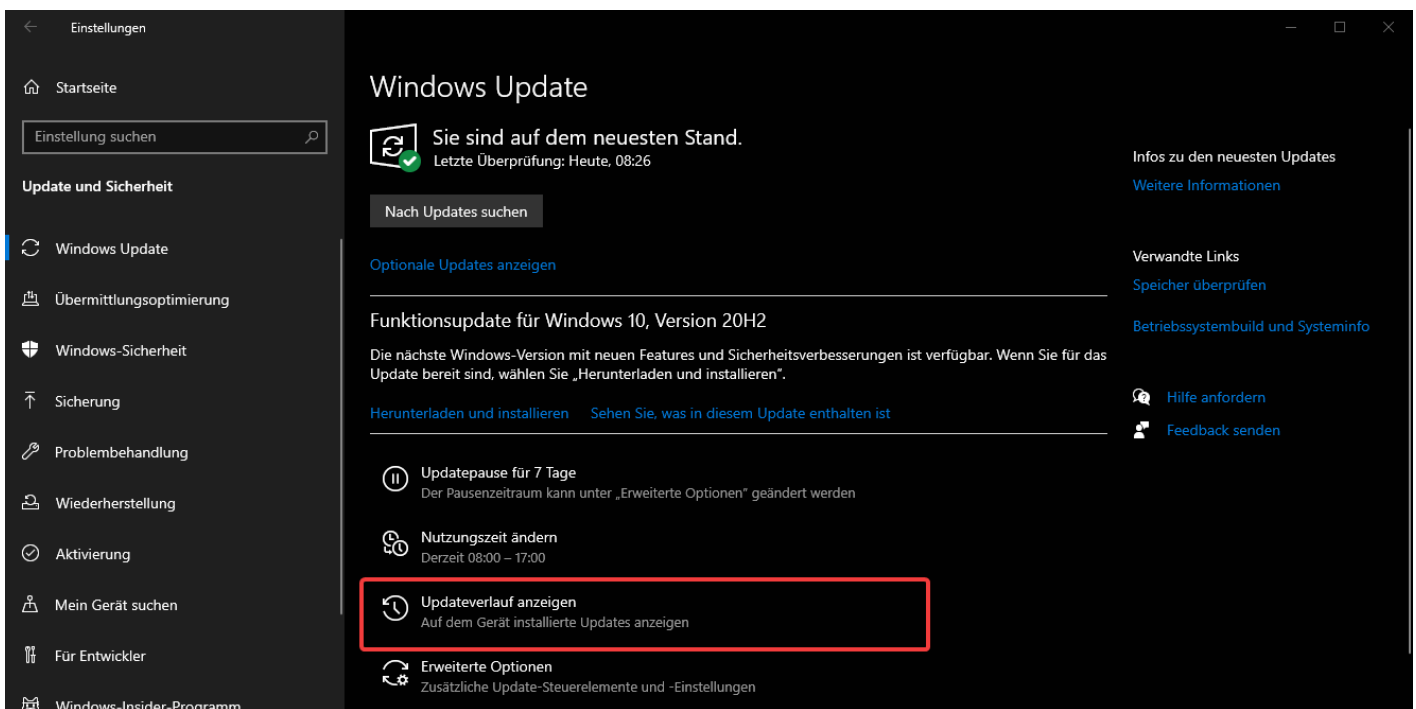 Einstellungen
Startseite
Einstellung suchen
Update und Sicherheit
Windows Update
Übermittlungsoptimierung
Windows-Sicherheit
Sicherung
Problembehandlung
Wiederherstellung
Aktivierung
Mein Gerät suchen
Für Entwickler
Windows-Insider-Programm
Windows Update
Sie sind auf dem neuesten Stand.
Letzte Überprüfung: Heute, 08:26
Nach Updates suchen
Optionale Updates anzeigen
Funktionsupdate für Windows 10, Version 20H2
Die nächste Windows-Version mit neuen Features und Sicherheitsverbesserungen ist verfügbar. Wenn Sie für das
Update bereit sind, wählen Sie „Herunterladen und installieren“.
Herunterladen und installieren Sehen Sie, was in diesem Update enthalten ist
Updatepause für 7 Tage
Der Pausenzeitraum kann unter „Erweiterte Optionen“ geändert werden
Nutzungszeit ändern
Derzeit 08:00 – 17:00
Updateverlauf anzeigen
Auf dem Gerät installierte Updates anzeigen
Erweiterte Optionen
Zusätzliche Update-Steuerelemente und -Einstellungen
Infos zu den neuesten Updates
Weitere Informationen
Verwandte Links
Speicher überprüfen
Betriebssystembuild und Systeminfo
Hilfe anfordern
Feedback senden